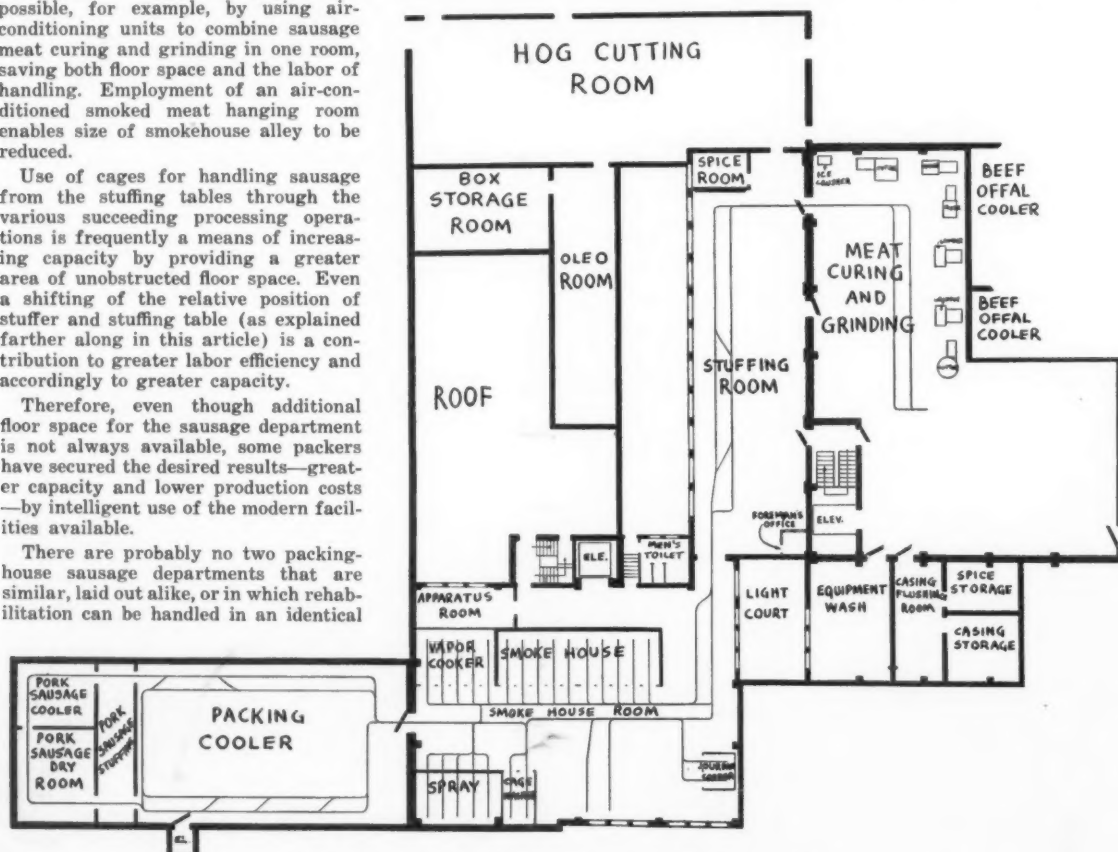 possible, for example, by using air-
conditioning units to combine sausage
meat curing and grinding in one room,
saving both floor space and the labor of
handling. Employment of an air-con-
ditioned smoked meat hanging room
enables size of smokehouse alley to be
reduced.
Use of cages for handling sausage
from the stuffing tables through the
various succeeding processing opera-
tions is frequently a means of increas-
ing capacity by providing a greater
area of unobstructed floor space. Even
a shifting of the relative position of
stuffer and stuffing table (as explained
farther along in this article) is a con-
tribution to greater labor efficiency and
accordingly to greater capacity.
Therefore, even though additional
floor space for the sausage department
is not always available, some packers
have secured the desired results—great-
er capacity and lower production costs
—by intelligent use of the modern facil-
ities available.
There are probably no two packing-
house sausage departments that are
similar, laid out alike, or in which rehab-
ilitation can be handled in an identical
HOG CUTTING
ROOM
BOX
STORAGE
ROOM
OLEO
ROOM
SPICE
ROOM
ICE
CRUSHER
BEEF
OFFAL
COOLER
MEAT
CURING
AND
GRINDING
BEEF
OFFAL
COOLER
ROOF
STUFFING
ROOM
FOREMAN'S
OFFICE
ELEV.
ELE.
MEN'S
TOILET
LIGHT
COURT
EQUIPMENT
WASH
CASING
FLUSHING
ROOM
SPICE
STORAGE
CASING
STORAGE
APPARATUS
ROOM
VAPOR
COOKER
SMOKE HOUSE
SMOKE HOUSE ROOM
PORK
SAUSAGE
COOLER
PORK
SAUSAGE
DRY
ROOM
PORK
SAUSAGE
STUFFING
PACKING
COOLER
SPRAY
CAGE
EL.